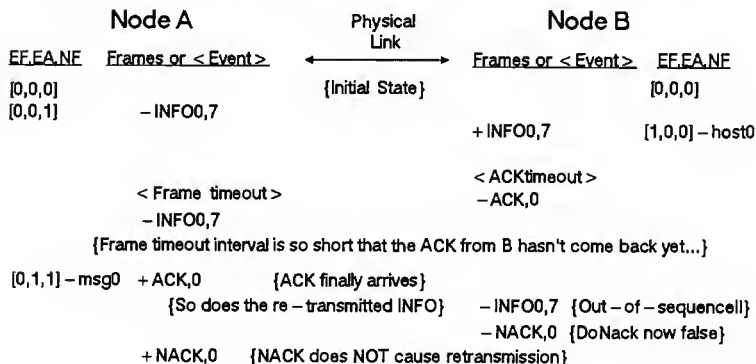 Node A Physical Link Node B
EF,EA,NF Frames or < Event > Frames or < Event > EF,EA,NF
[0,0,0] {Initial State} [0,0,0]
[0,0,1] – INFO0,7
+ INFO0,7 [1,0,0] – host0
< ACKtimeout >
< Frame timeout > – ACK,0
– INFO0,7
{Frame timeout interval is so short that the ACK from B hasn't come back yet...}
[0,1,1] – msg0 + ACK,0 {ACK finally arrives}
{So does the re – transmitted INFO} – INFO0,7 {Out – of – sequence!!}
– NACK,0 {DoNack now false}
+ NACK,0 {NACK does NOT cause retransmission}